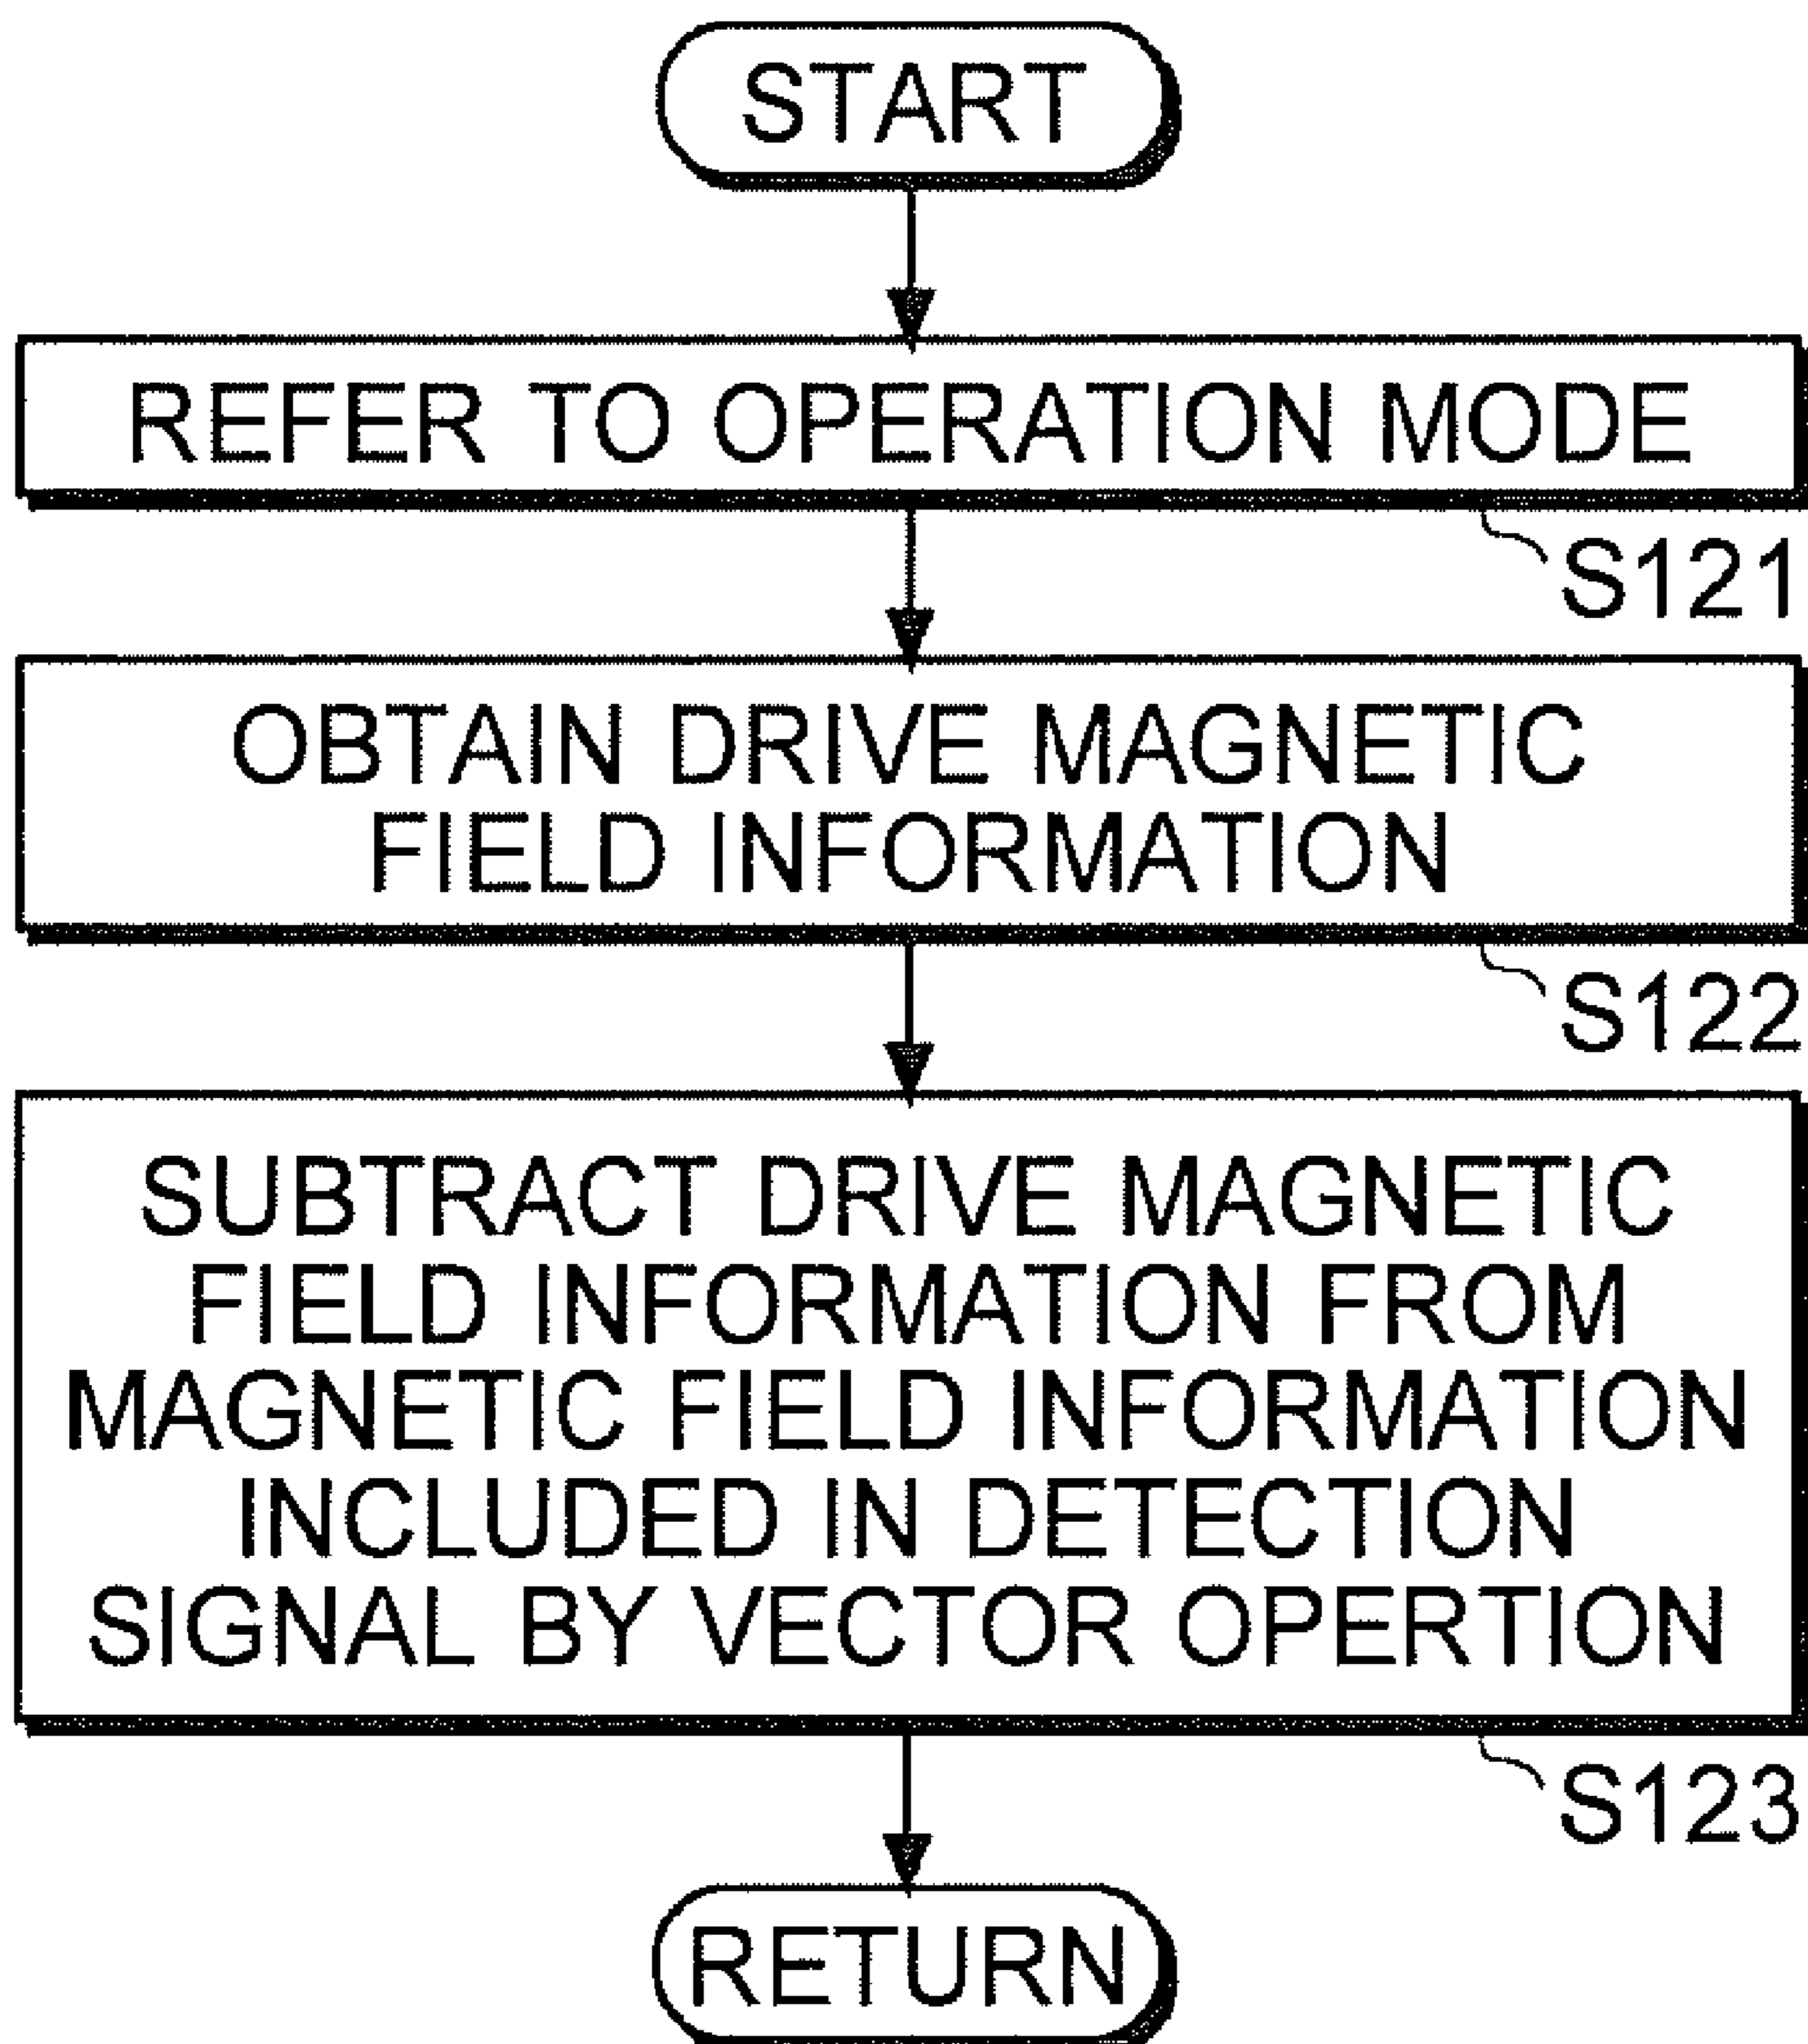 START
REFER TO OPERATION MODE
S121
OBTAIN DRIVE MAGNETIC
FIELD INFORMATION
S122
SUBTRACT DRIVE MAGNETIC
FIELD INFORMATION FROM
MAGNETIC FIELD INFORMATION
INCLUDED IN DETECTION
SIGNAL BY VECTOR OPERTION
S123
RETURN